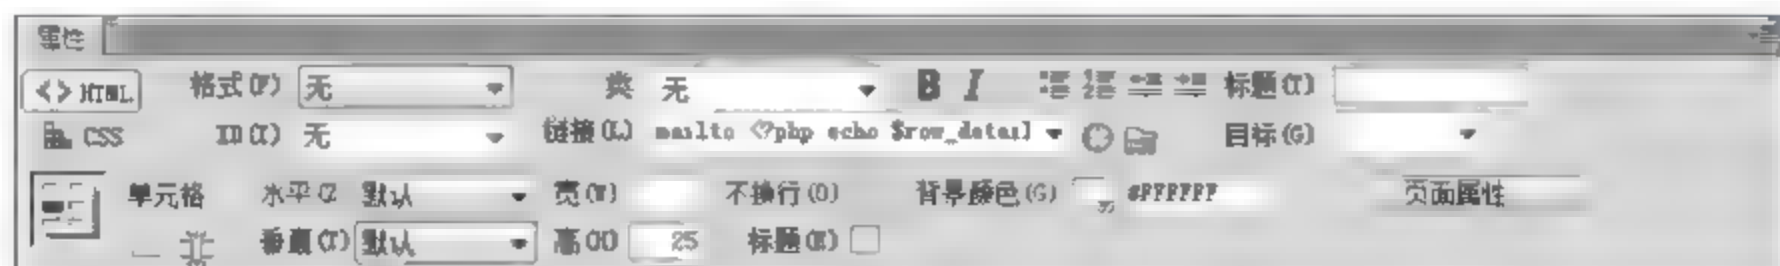 属性
<> HTML 格式(F) 无 类 无 B I 标题(T)
CSS ID(I) 无 链接(L) mailto <?php echo $row_detail 目标(G)
单元格 水平(Z 默认 宽(W) 不换行(O) 背景颜色(G) #FFFFFF 页面属性
垂直(T) 默认 高(H) 25 标题(E)